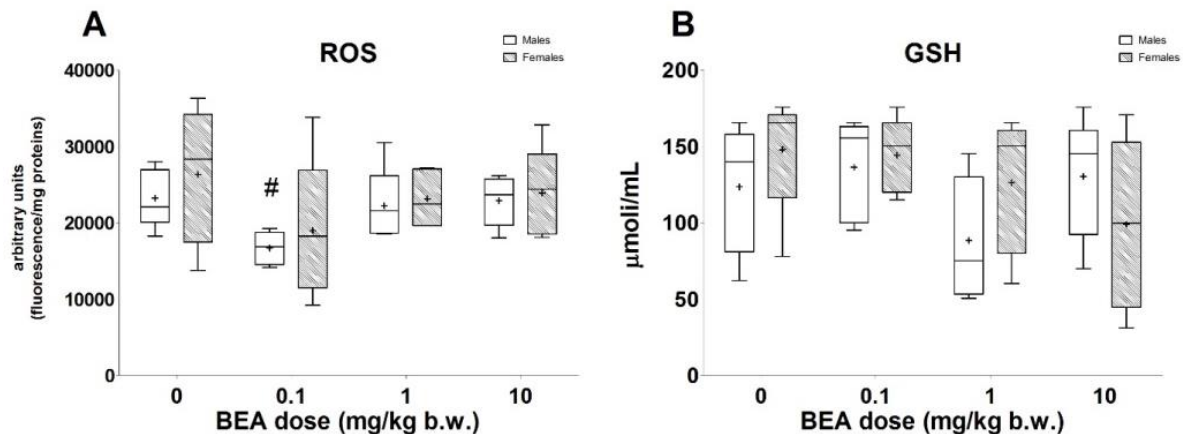 A
ROS
Males
Females
40000
30000
20000
10000
0
arbitrary units
(fluorescence/mg proteins)
#
0 0.1 1 10
BEA dose (mg/kg b.w.)
B
GSH
Males
Females
200
150
100
50
0
μmoli/mL
0 0.1 1 10
BEA dose (mg/kg b.w.)